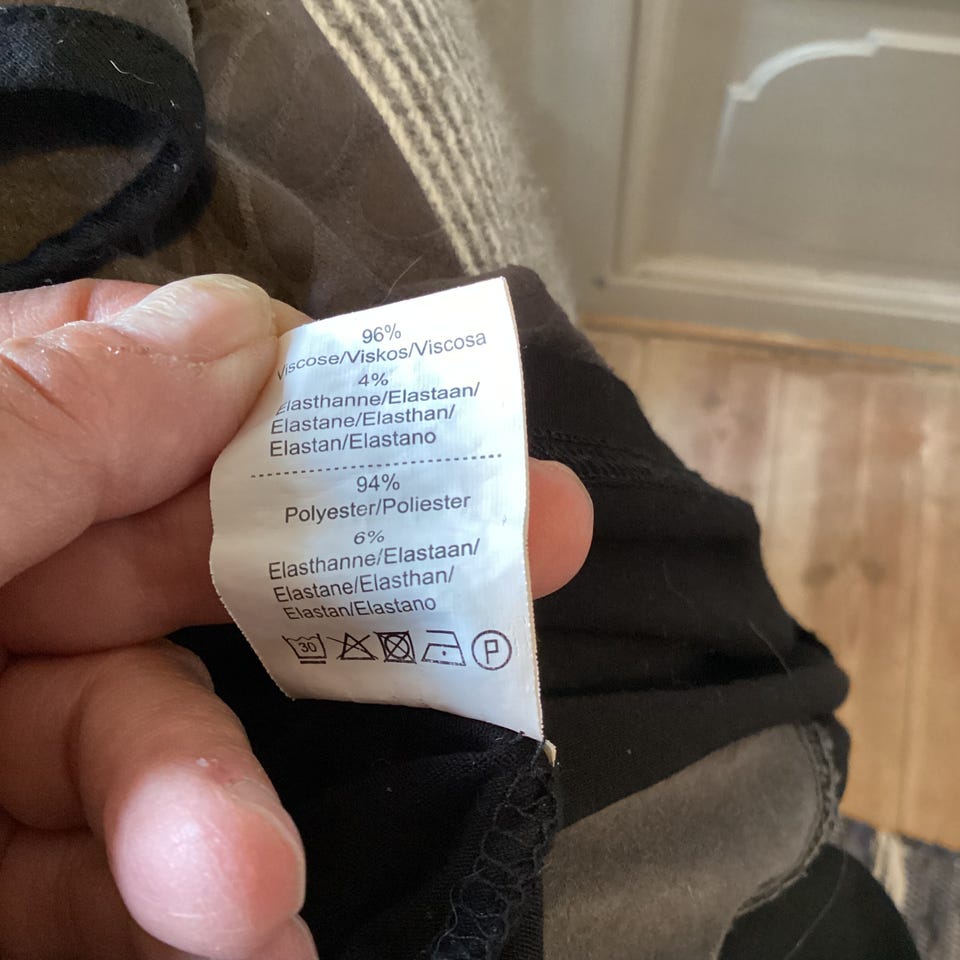 96%
Viscose/Viskos/Viscosa
4%
Elasthanne/Elastaan/
Elastane/Elasthan/
Elastan/Elastano
94%
Polyester/Poliester
6%
Elasthanne/Elastaan/
Elastane/Elasthan/
Elastan/Elastano
30 P